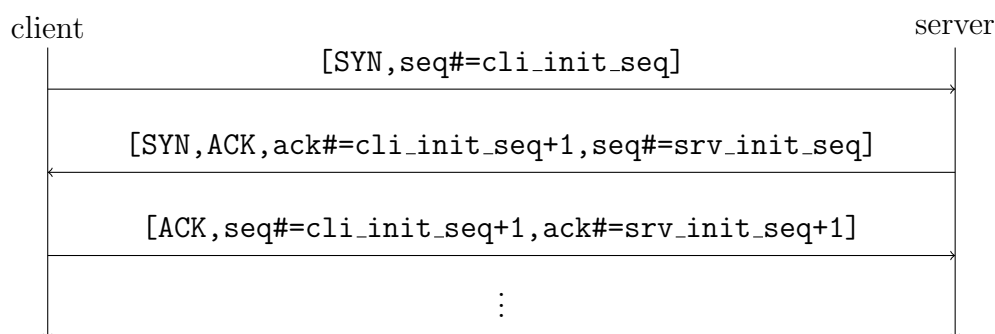 client
server
[SYN,seq#=cli_init_seq]
[SYN,ACK,ack#=cli_init_seq+1,seq#=srv_init_seq]
[ACK,seq#=cli_init_seq+1,ack#=srv_init_seq+1]
⋮